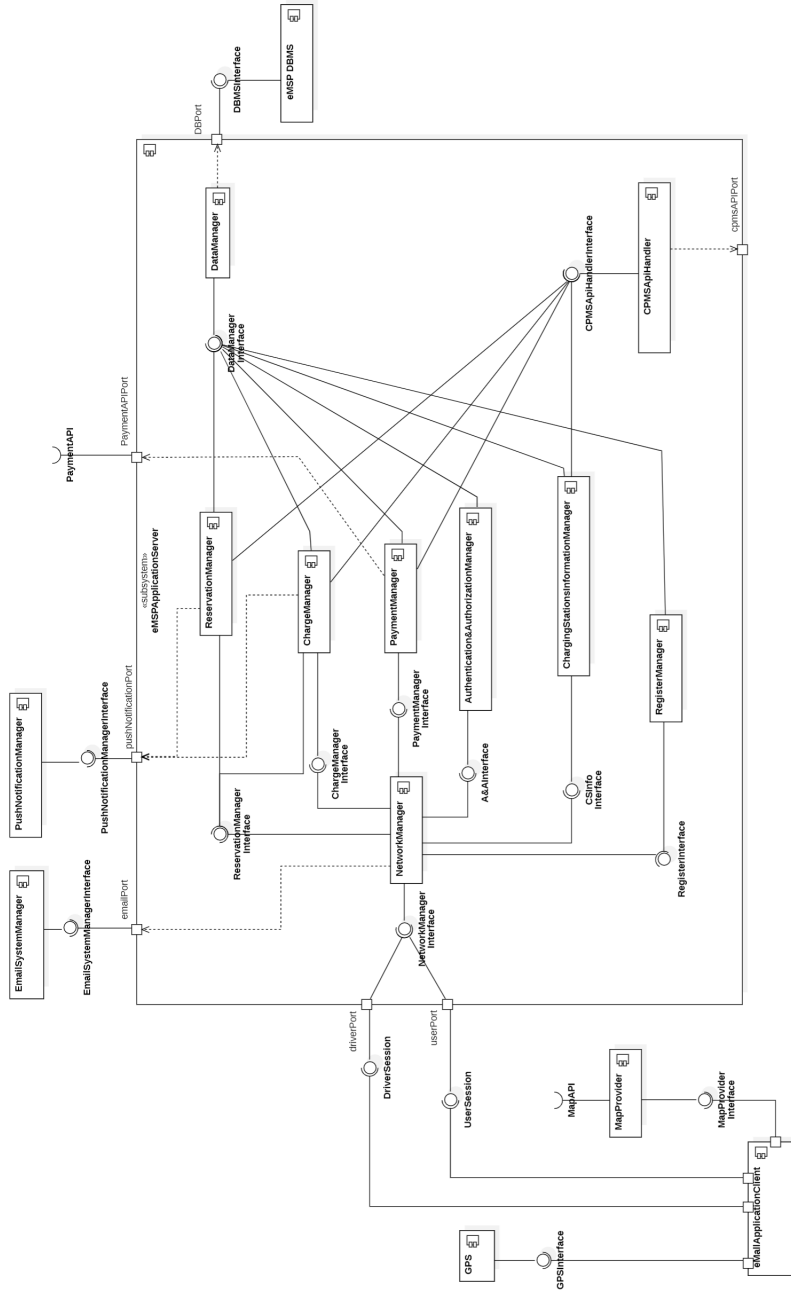 eMSP DBMS
DBMSInterface
DBPort
DataManager
cpmsAPIPort
CPMSApiHandlerInterface
CPMSApiHandler
DataManager
Interface
PaymentAPIPort
PaymentAPI
«subsystem»
eMSPApplicationServer
ReservationManager
ChargeManager
PaymentManager
Authentication&AuthorizationManager
ChargingStationsInformationManager
RegisterManager
PushNotificationManager
PushNotificationManagerInterface
pushNotificationPort
ReservationManager
Interface
ChargeManager
Interface
PaymentManager
Interface
A&AInterface
CSInfo
Interface
RegisterInterface
NetworkManager
EmailSystemManager
EmailSystemManagerInterface
emailPort
NetworkManager
Interface
driverPort
userPort
DriverSession
UserSession
MapAPI
MapProvider
MapProvider
Interface
eMallApplicationClient
GPS
GPSInterface